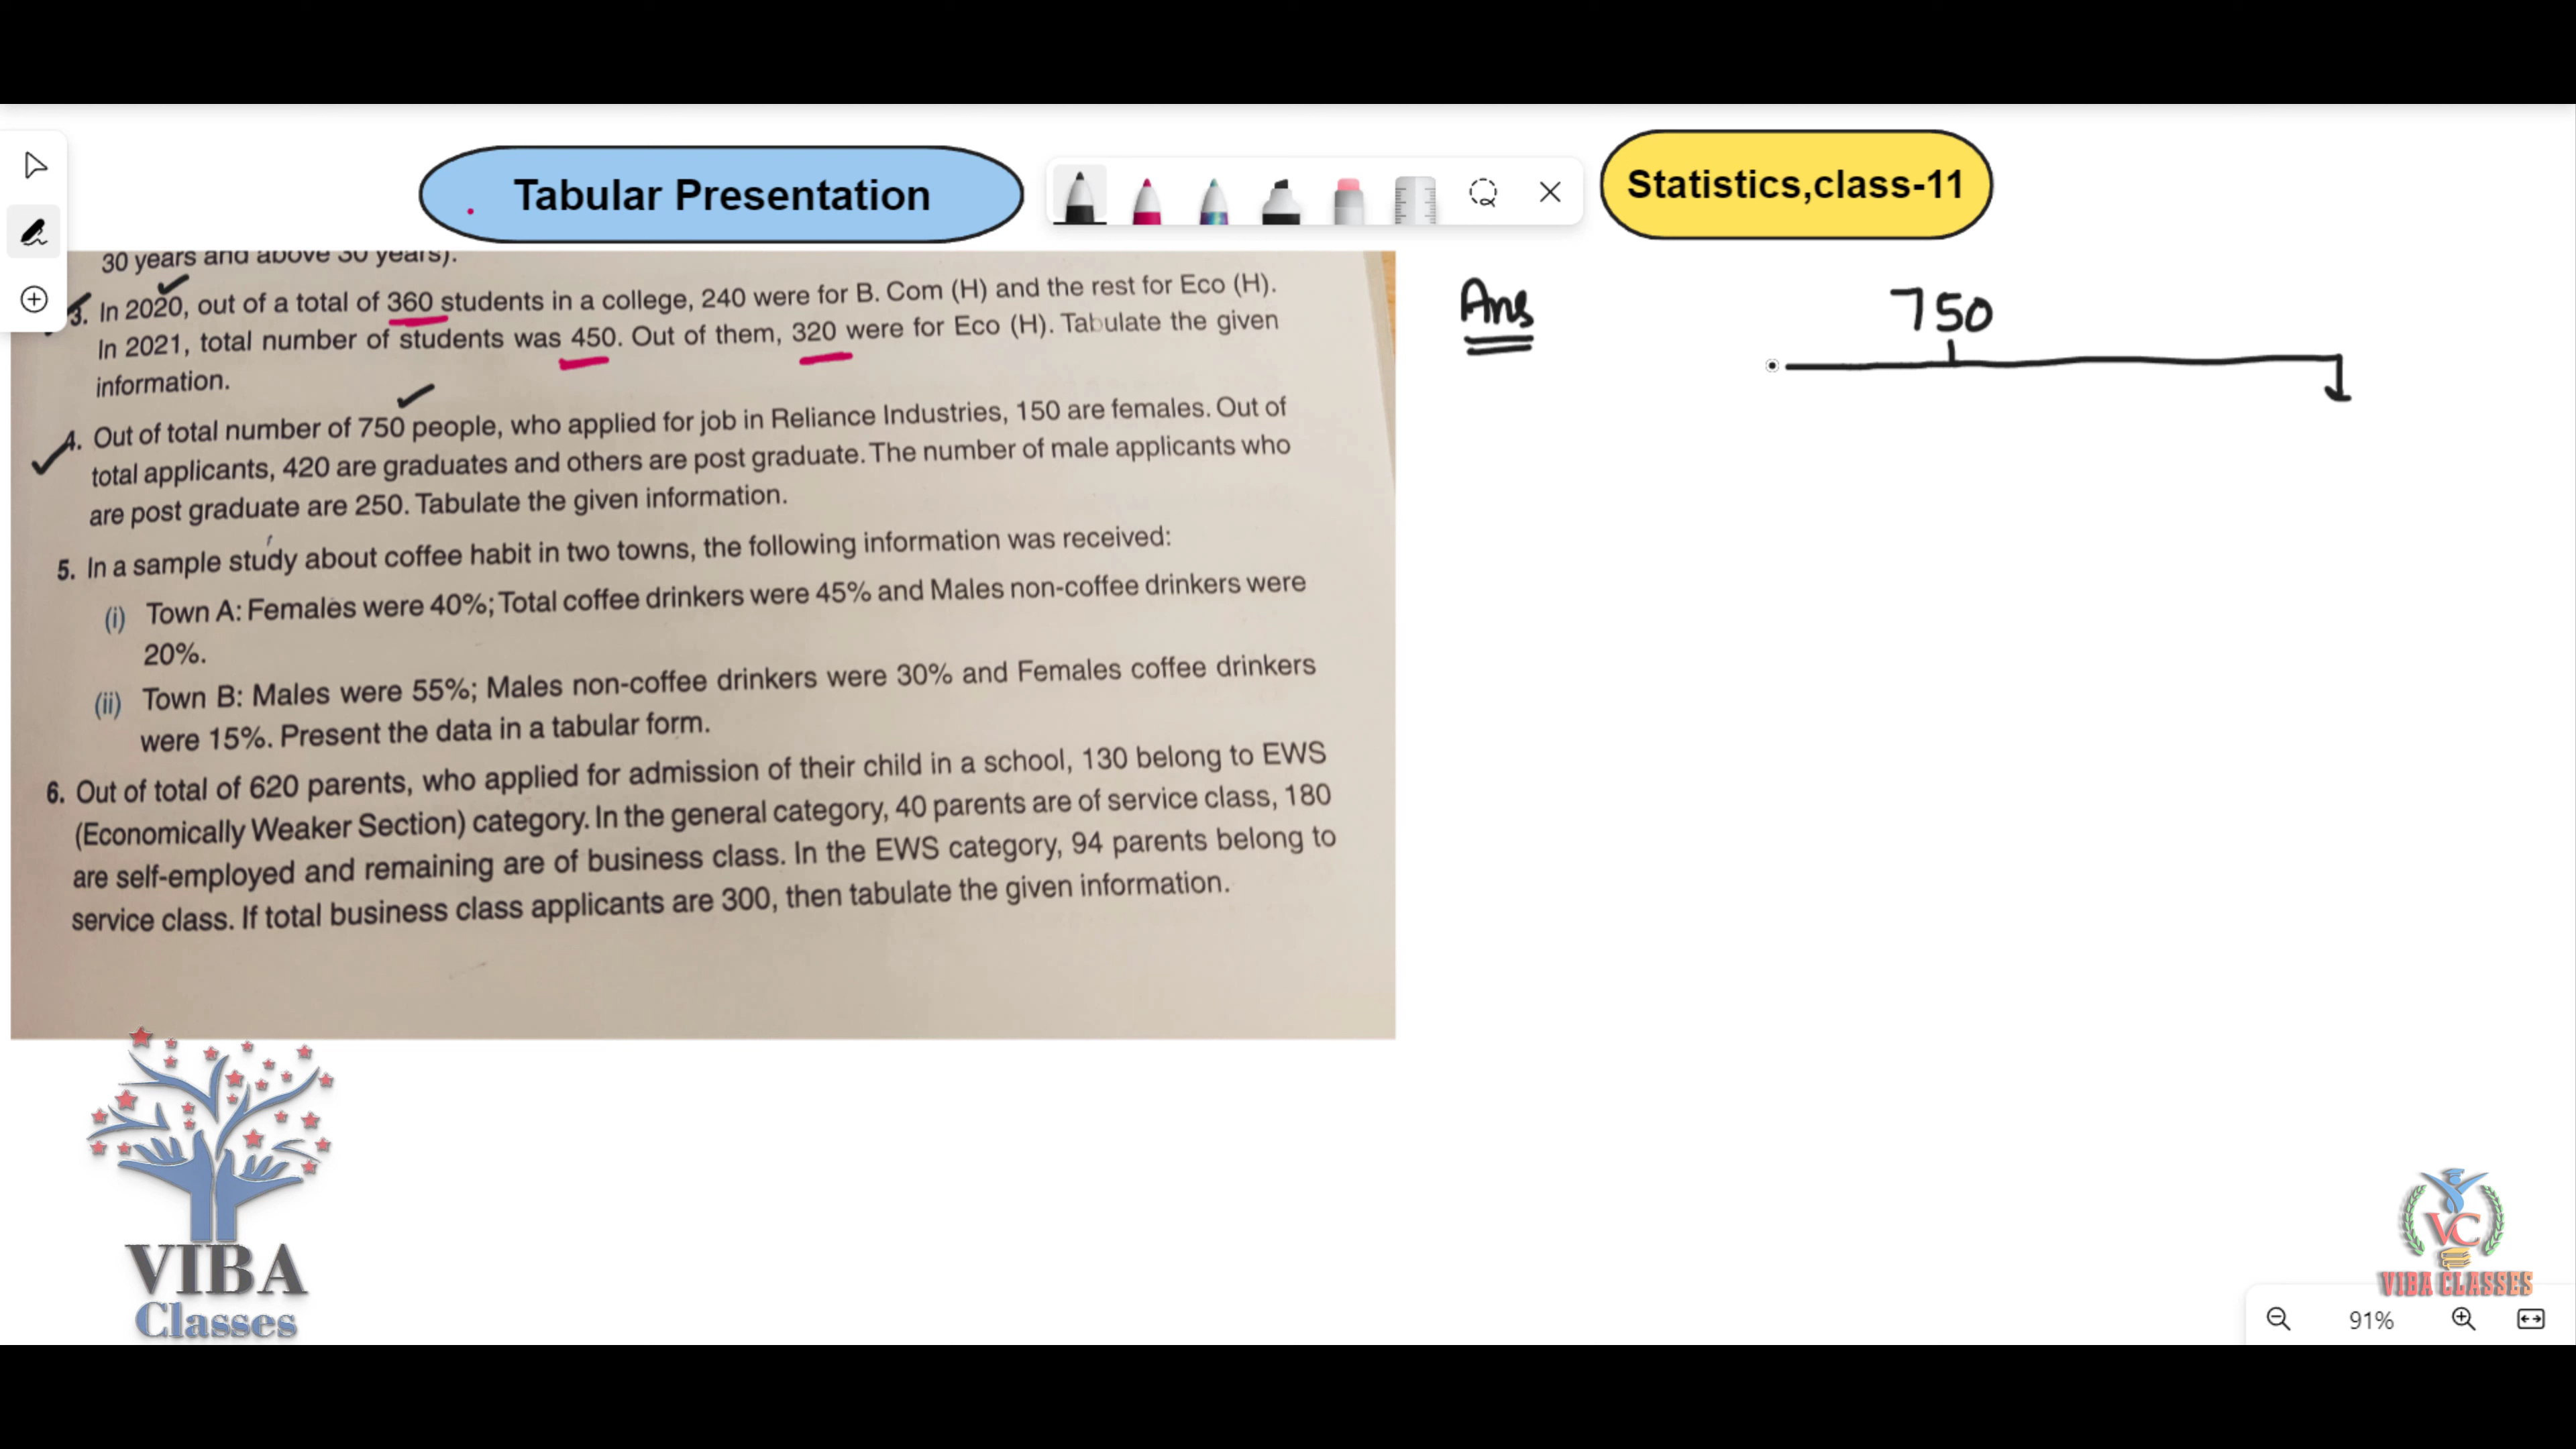 Tabular Presentation
Statistics,class-11
30 years and above 30 years).
3. In 2020, out of a total of 360 students in a college, 240 were for B. Com (H) and the rest for Eco (H).
In 2021, total number of students was 450. Out of them, 320 were for Eco (H). Tabulate the given
information.
4. Out of total number of 750 people, who applied for job in Reliance Industries, 150 are females. Out of
total applicants, 420 are graduates and others are post graduate. The number of male applicants who
are post graduate are 250. Tabulate the given information.
5. In a sample study about coffee habit in two towns, the following information was received:
(i) Town A: Females were 40%; Total coffee drinkers were 45% and Males non-coffee drinkers were
20%.
(ii) Town B: Males were 55%; Males non-coffee drinkers were 30% and Females coffee drinkers
were 15%. Present the data in a tabular form.
6. Out of total of 620 parents, who applied for admission of their child in a school, 130 belong to EWS
(Economically Weaker Section) category. In the general category, 40 parents are of service class, 180
are self-employed and remaining are of business class. In the EWS category, 94 parents belong to
service class. If total business class applicants are 300, then tabulate the given information.
Ans
750
VIBA
Classes
VC
VIBA CLASSES
91%